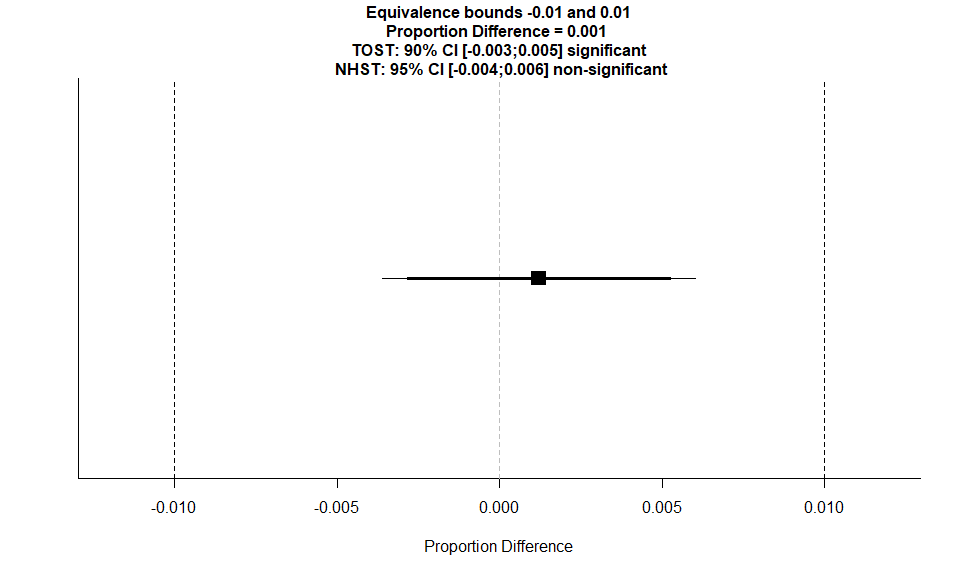 Equivalence bounds -0.01 and 0.01
Proportion Difference = 0.001
TOST: 90% CI [-0.003;0.005] significant
NHST: 95% CI [-0.004;0.006] non-significant
-0.010 -0.005 0.000 0.005 0.010
Proportion Difference